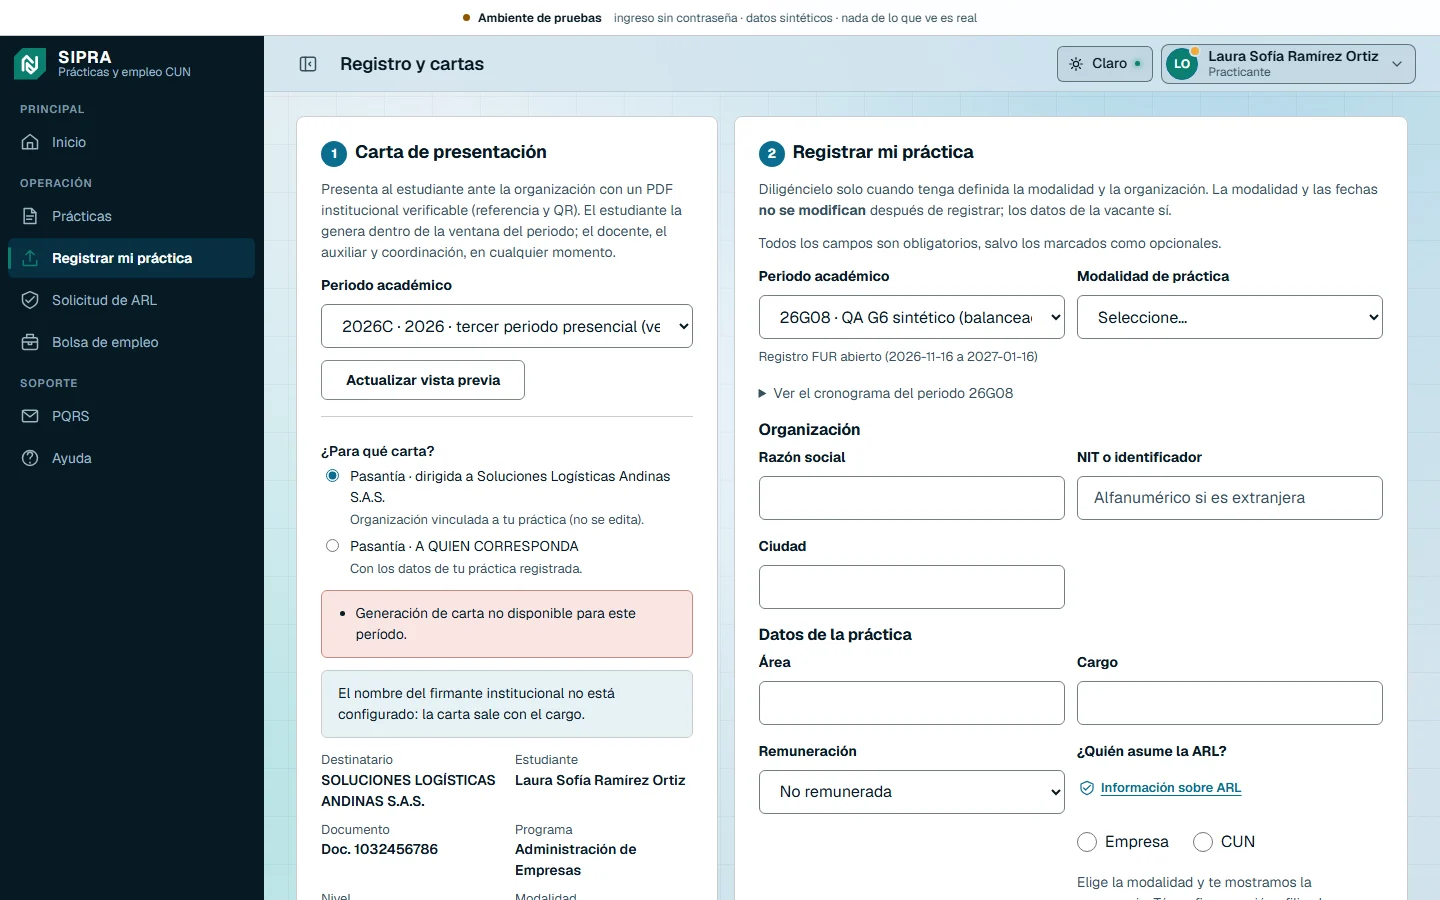 Ambiente de pruebas ingreso sin contraseña · datos sintéticos · nada de lo que ve es real
SIPRA
Prácticas y empleo CUN
PRINCIPAL
Inicio
OPERACIÓN
Prácticas
Registrar mi práctica
Solicitud de ARL
Bolsa de empleo
SOPORTE
PQRS
Ayuda
Registro y cartas
Claro
LO
Laura Sofía Ramírez Ortiz
Practicante
1 Carta de presentación
Presenta al estudiante ante la organización con un PDF
institucional verificable (referencia y QR). El estudiante la
genera dentro de la ventana del periodo; el docente, el
auxiliar y coordinación, en cualquier momento.
Periodo académico
2026C · 2026 · tercer periodo presencial (ve
Actualizar vista previa
¿Para qué carta?
Pasantía · dirigida a Soluciones Logísticas Andinas
S.A.S.
Organización vinculada a tu práctica (no se edita).
Pasantía · A QUIEN CORRESPONDA
Con los datos de tu práctica registrada.
Generación de carta no disponible para este
período.
El nombre del firmante institucional no está
configurado: la carta sale con el cargo.
Destinatario
SOLUCIONES LOGÍSTICAS
ANDINAS S.A.S.
Estudiante
Laura Sofía Ramírez Ortiz
Documento
Doc. 1032456786
Programa
Administración de
Empresas
Nivel
Modalidad
2 Registrar mi práctica
Diligéncielo solo cuando tenga definida la modalidad y la organización. La modalidad y las fechas
no se modifican después de registrar; los datos de la vacante sí.
Todos los campos son obligatorios, salvo los marcados como opcionales.
Periodo académico
26G08 · QA G6 sintético (balancea
Modalidad de práctica
Seleccione...
Registro FUR abierto (2026-11-16 a 2027-01-16)
Ver el cronograma del periodo 26G08
Organización
Razón social
NIT o identificador
Alfanumérico si es extranjera
Ciudad
Datos de la práctica
Área
Cargo
Remuneración
No remunerada
¿Quién asume la ARL?
Información sobre ARL
Empresa
CUN
Elige la modalidad y te mostramos la